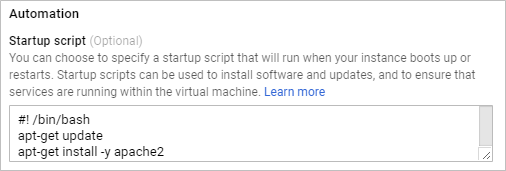 Automation
Startup script (Optional)
You can choose to specify a startup script that will run when your instance boots up or
restarts. Startup scripts can be used to install software and updates, and to ensure that
services are running within the virtual machine. Learn more
#! /bin/bash
apt-get update
apt-get install -y apache2